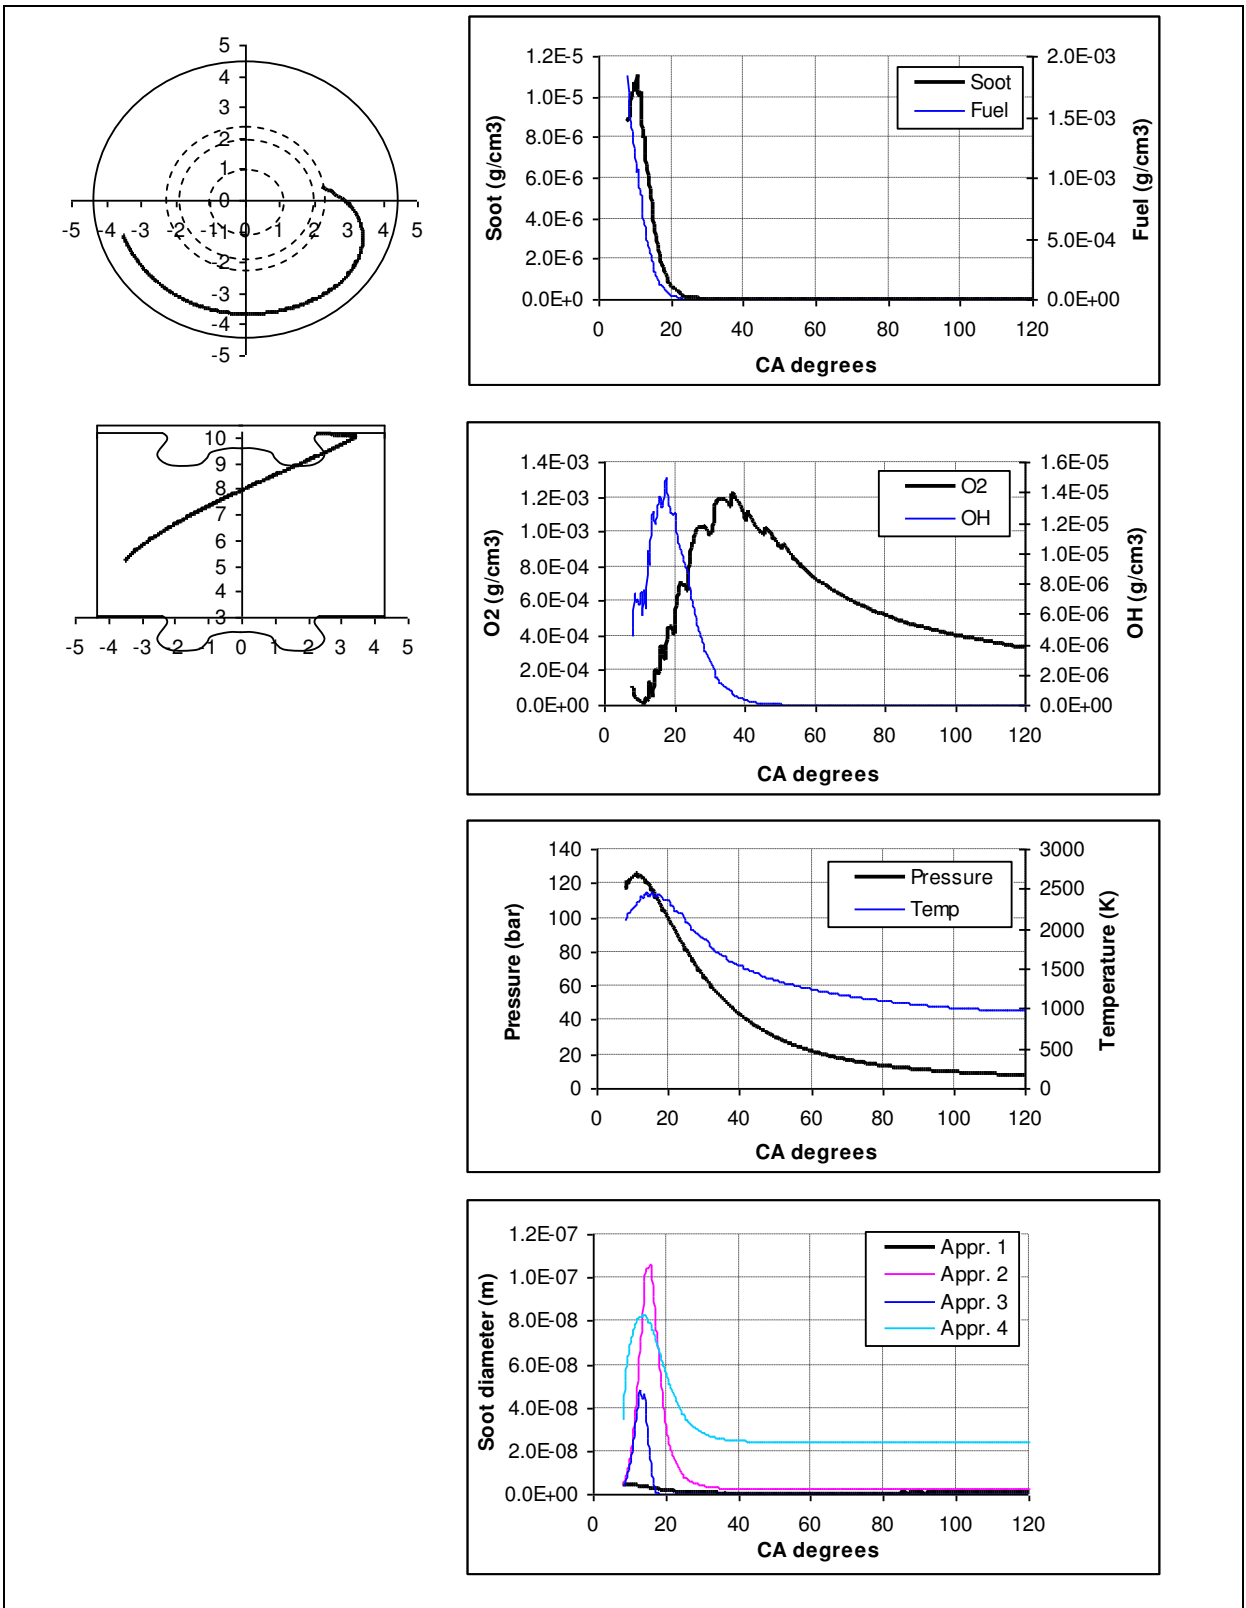 5
4
3
2
1
0
-5 -4 -3 -2 -1 0 1 2 3 4 5
-1
-2
-3
-4
-5
1.2E-5 2.0E-03
1.0E-5 1.5E-03
8.0E-6
6.0E-6 1.0E-03
4.0E-6 5.0E-04
2.0E-6
0.0E+0 0.0E+00
Soot (g/cm3)
Fuel (g/cm3)
Soot
Fuel
0 20 40 60 80 100 120
CA degrees
10
9
8
7
6
5
4
3
-5 -4 -3 -2 -1 0 1 2 3 4 5
1.4E-03 1.6E-05
1.2E-03 1.4E-05
1.0E-03 1.2E-05
8.0E-04 1.0E-05
6.0E-04 8.0E-06
4.0E-04 6.0E-06
2.0E-04 4.0E-06
0.0E+00 2.0E-06
0.0E+00
O2 (g/cm3)
OH (g/cm3)
O2
OH
0 20 40 60 80 100 120
CA degrees
140 3000
120 2500
100 2000
80 1500
60 1000
40 500
20 0
0
Pressure (bar)
Temperature (K)
Pressure
Temp
0 20 40 60 80 100 120
CA degrees
1.2E-07
1.0E-07
8.0E-08
6.0E-08
4.0E-08
2.0E-08
0.0E+00
Soot diameter (m)
Appr. 1
Appr. 2
Appr. 3
Appr. 4
0 20 40 60 80 100 120
CA degrees